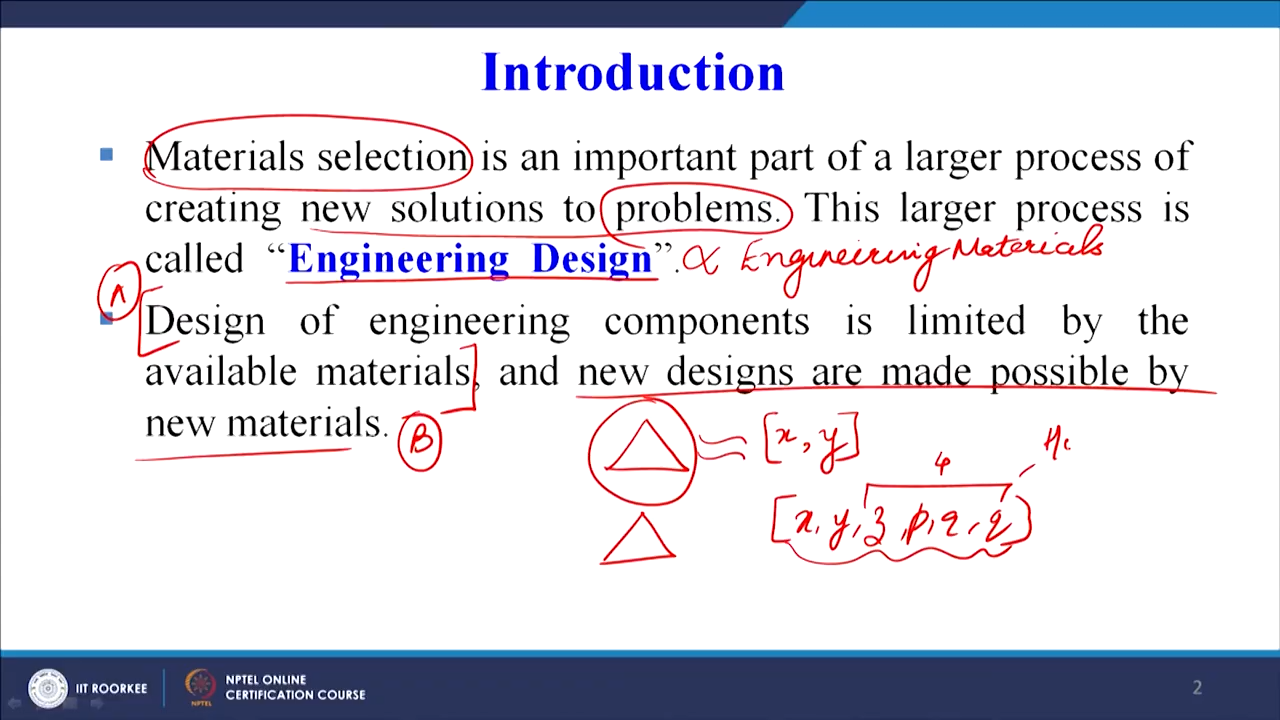 Introduction
Materials selection is an important part of a larger process of
creating new solutions to problems. This larger process is
called “Engineering Design”. ∝ Engineering Materials
A
Design of engineering components is limited by the
available materials, and new designs are made possible by
new materials.
B
[x, y]
4
[x, y, z, p, q, q]
IIT ROORKEE
NPTEL ONLINE
CERTIFICATION COURSE
NPTEL
2